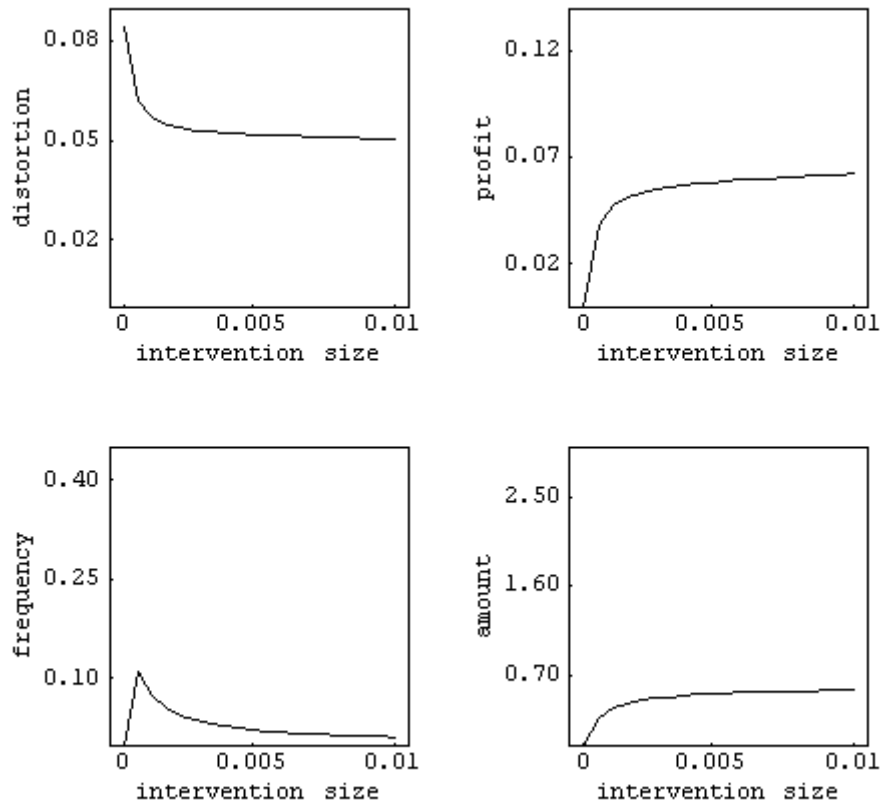 distortion
0.08
0.05
0.02
0 0.005 0.01
intervention size
profit
0.12
0.07
0.02
0 0.005 0.01
intervention size
frequency
0.40
0.25
0.10
0 0.005 0.01
intervention size
amount
2.50
1.60
0.70
0 0.005 0.01
intervention size